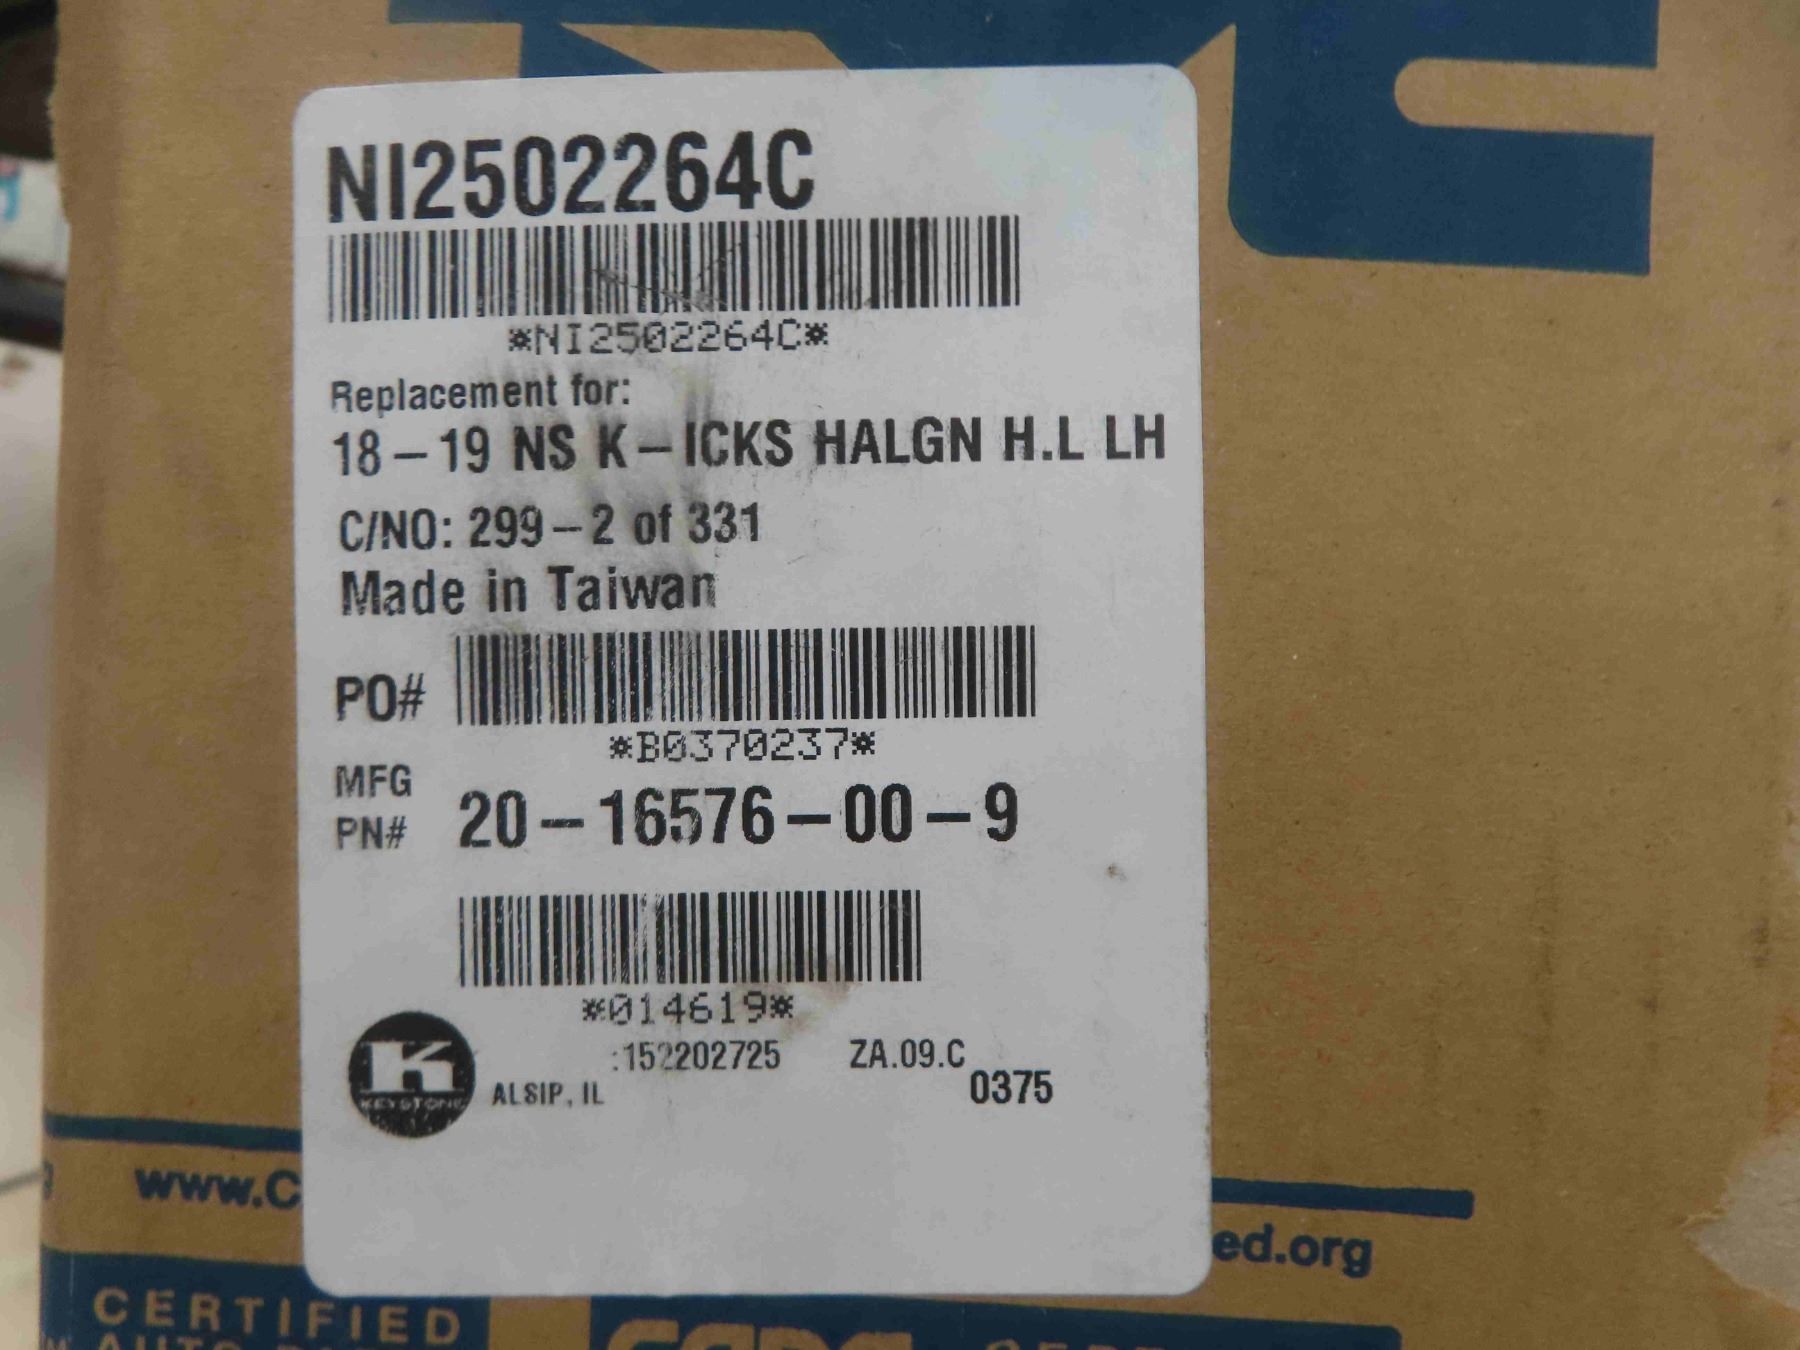 NI2502264C
*NI2502264C*
Replacement for:
18-19 NS K-ICKS HALGN H.L LH
C/NO: 299-2 of 331
Made in Taiwan
PO#
*B0370237*
MFG
PN# 20-16576-00-9
*014619*
:152202725 ZA.09.C
ALSIP, IL 0375
KEYSTONE
www.C
ed.org
CERTIFIED